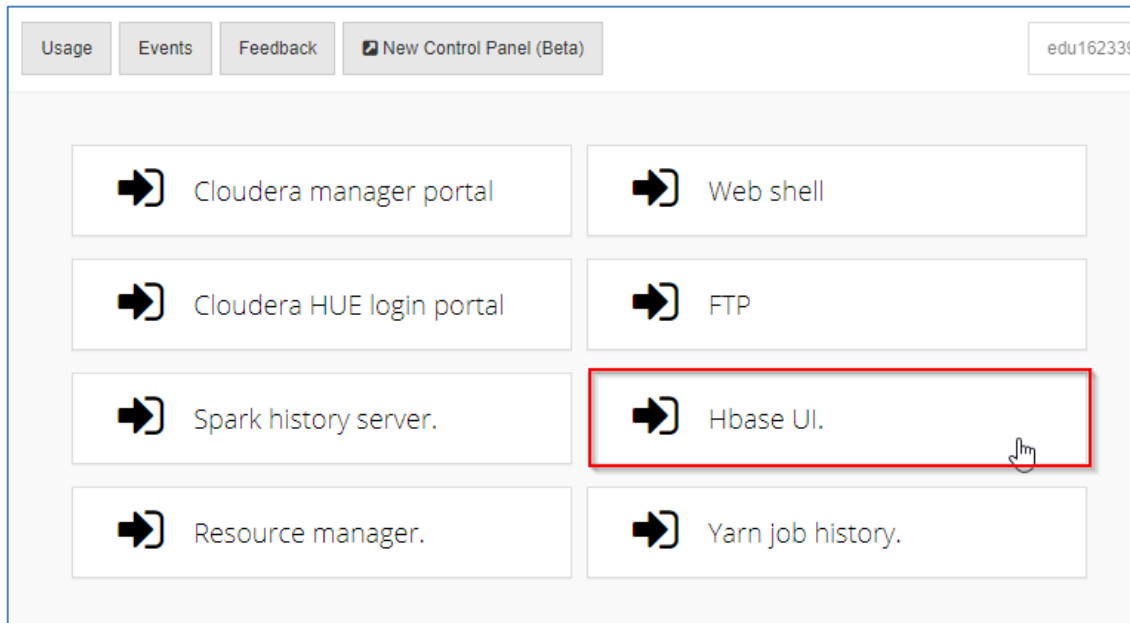 Usage Events Feedback New Control Panel (Beta) edu162339
Cloudera manager portal Web shell
Cloudera HUE login portal FTP
Spark history server. Hbase UI.
Resource manager. Yarn job history.